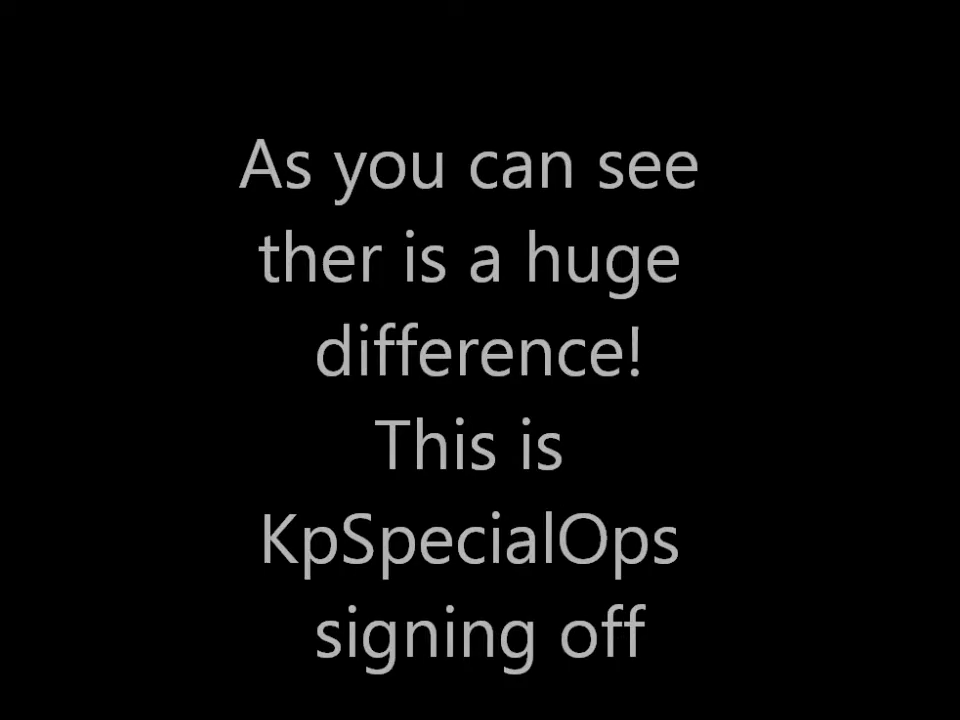 As you can see
ther is a huge
difference!
This is
KpSpecialOps
signing off